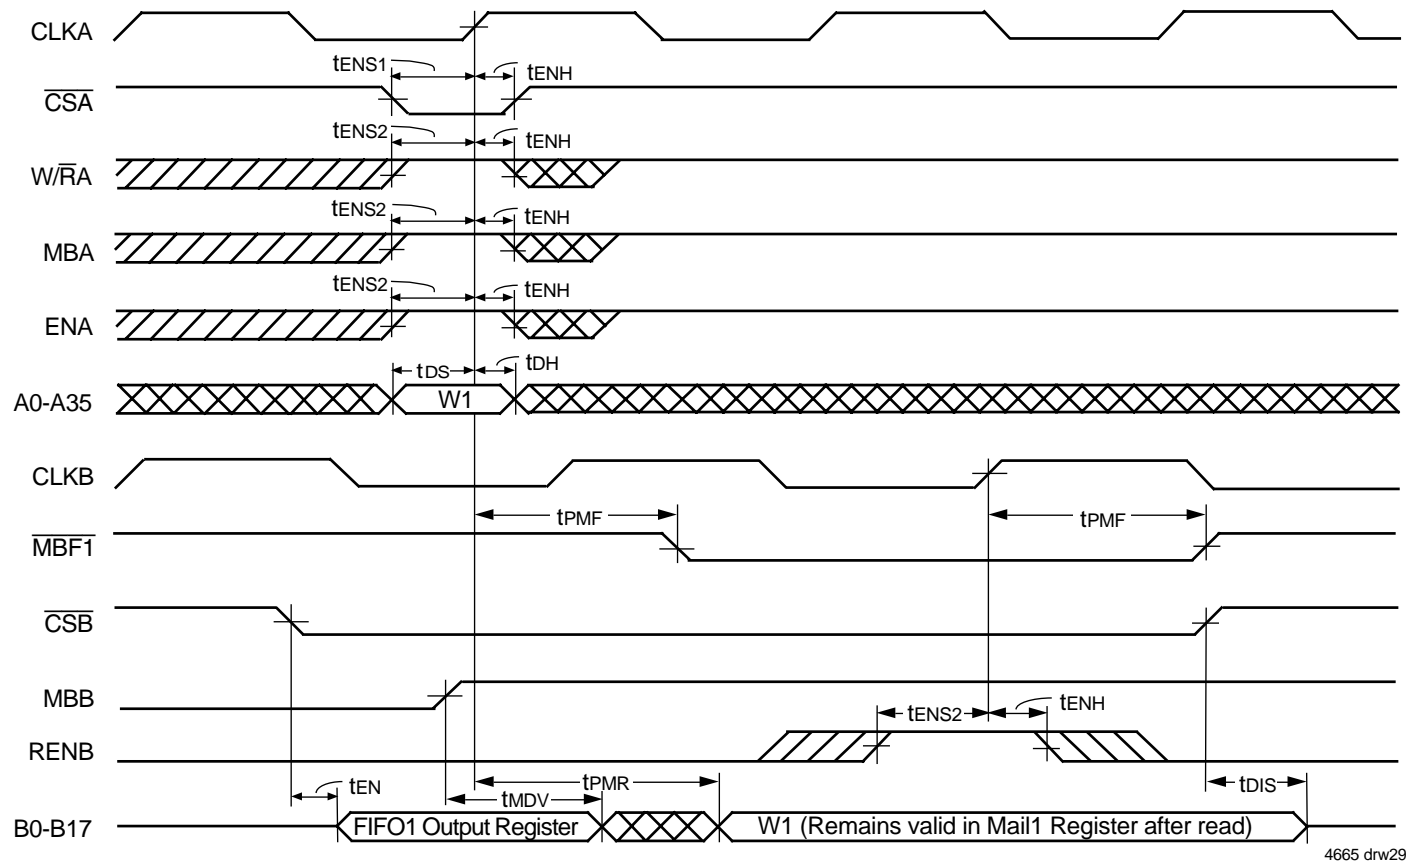 CLKA
tENS1
tENH
CSA
tENS2
tENH
W/RA
tENS2
tENH
MBA
tENS2
tENH
ENA
tDS
tDH
A0-A35
W1
CLKB
tPMF
tPMF
MBF1
CSB
MBB
tENS2
tENH
RENB
tEN
tPMR
tMDV
tDIS
B0-B17
FIFO1 Output Register
W1 (Remains valid in Mail1 Register after read)
4665 drw29